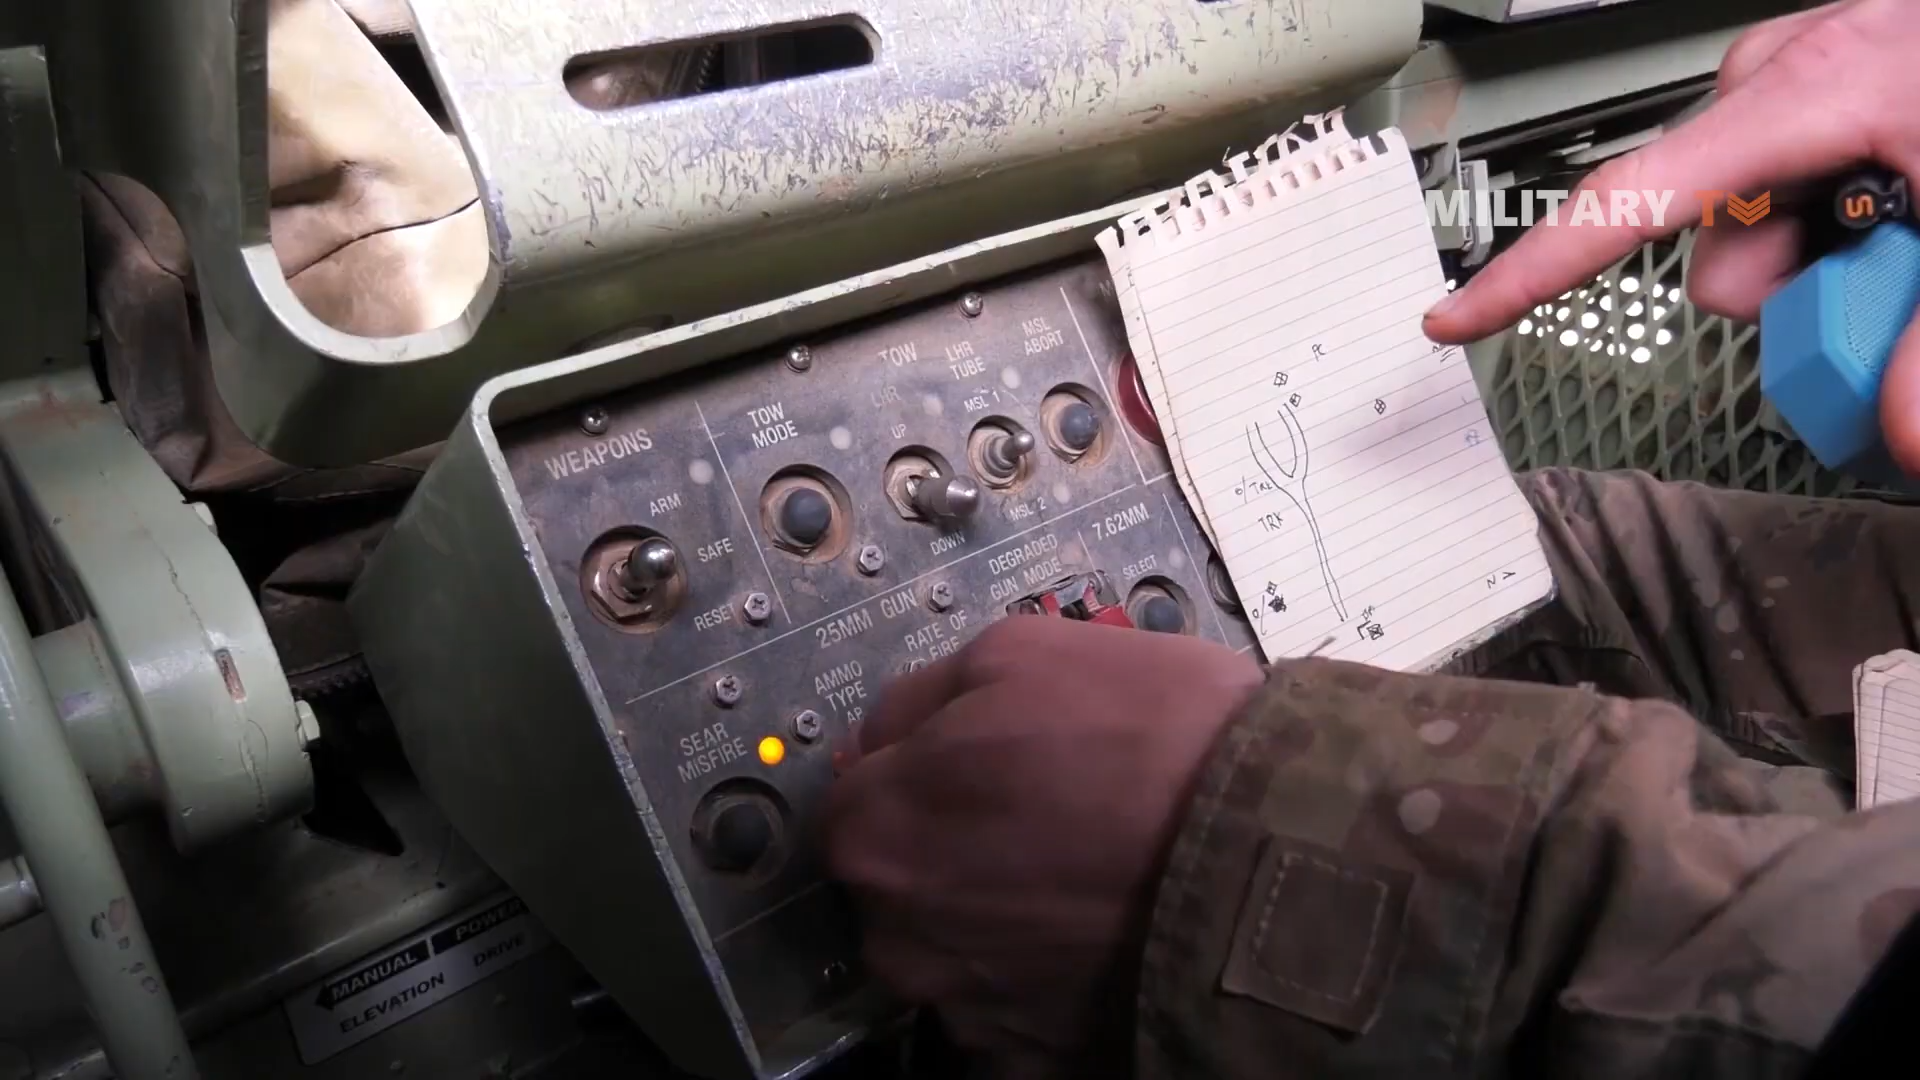 MILITARY TV
WEAPONS
ARM
SAFE
RESET
TOW
MODE
TOW
LHR
UP
DOWN
LHR
TUBE
MSL 1
MSL 2
MSL
ABORT
25MM GUN
SEAR
MISFIRE
AMMO
TYPE
AP
RATE OF
FIRE
DEGRADED
GUN MODE
7.62MM
SELECT
TRK
MANUAL
POWER
ELEVATION DRIVE